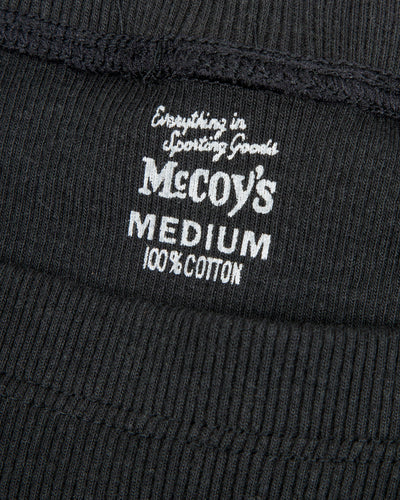 Everything in
Sporting Goods
McCoy's
MEDIUM
100% COTTON